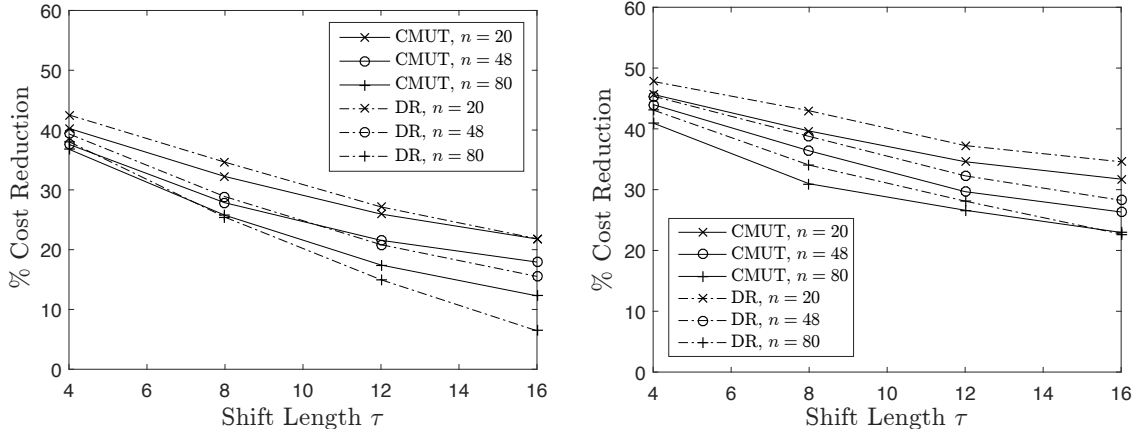 60
50
40
30
20
10
0
% Cost Reduction
4
6
8
10
12
14
16
Shift Length τ
CMUT, n = 20
CMUT, n = 48
CMUT, n = 80
DR, n = 20
DR, n = 48
DR, n = 80
60
50
40
30
20
10
0
% Cost Reduction
4
6
8
10
12
14
16
Shift Length τ
CMUT, n = 20
CMUT, n = 48
CMUT, n = 80
DR, n = 20
DR, n = 48
DR, n = 80